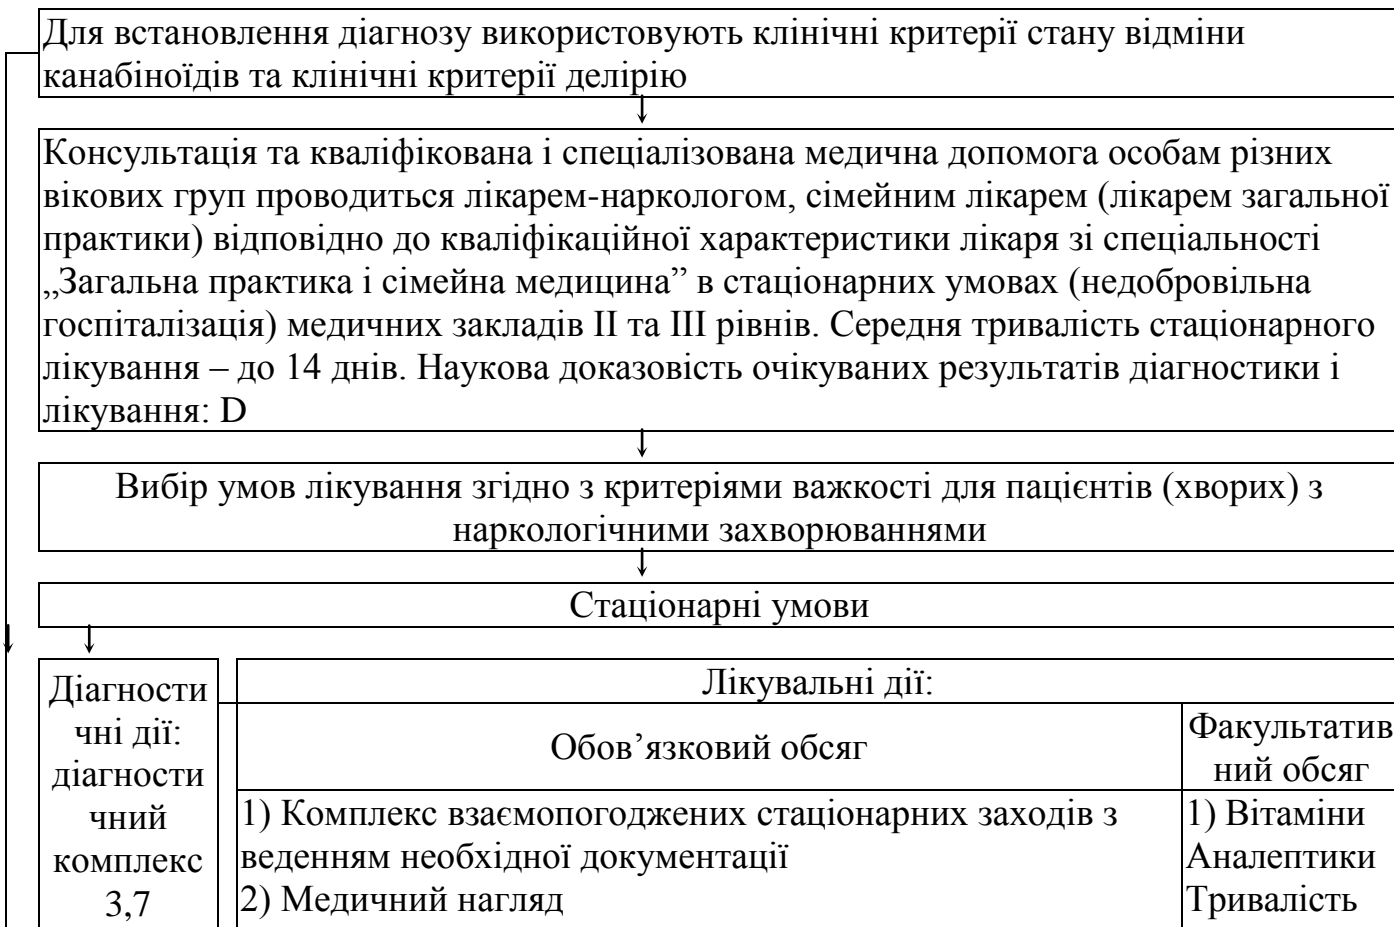 Для встановлення діагнозу використовують клінічні критерії стану відміни
канабіноїдів та клінічні критерії делірію
Консультація та кваліфікована і спеціалізована медична допомога особам різних
вікових груп проводиться лікарем-наркологом, сімейним лікарем (лікарем загальної
практики) відповідно до кваліфікаційної характеристики лікаря зі спеціальності
„Загальна практика і сімейна медицина” в стаціонарних умовах (недобровільна
госпіталізація) медичних закладів II та III рівнів. Середня тривалість стаціонарного
лікування – до 14 днів. Наукова доказовість очікуваних результатів діагностики і
лікування: D
Вибір умов лікування згідно з критеріями важкості для пацієнтів (хворих) з
наркологічними захворюваннями
Стаціонарні умови
Діагности
чні дії:
діагности
чний
комплекс
3,7
Лікувальні дії:
Обов’язковий обсяг
1) Комплекс взаємопогоджених стаціонарних заходів з
веденням необхідної документації
2) Медичний нагляд
Факультатив
ний обсяг
1) Вітаміни
Аналептики
Тривалість